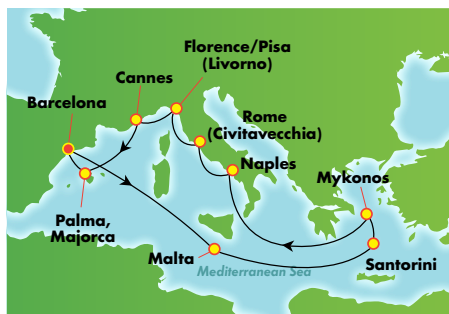 Florence/Pisa
(Livorno)
Cannes
Barcelona
Rome
(Civitavecchia)
Naples
Mykonos
Palma,
Majorca
Malta
Mediterranean Sea
Santorini